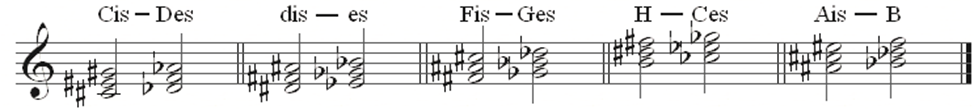 Cis – Des dis — es Fis – Ges H — Ces Ais – B